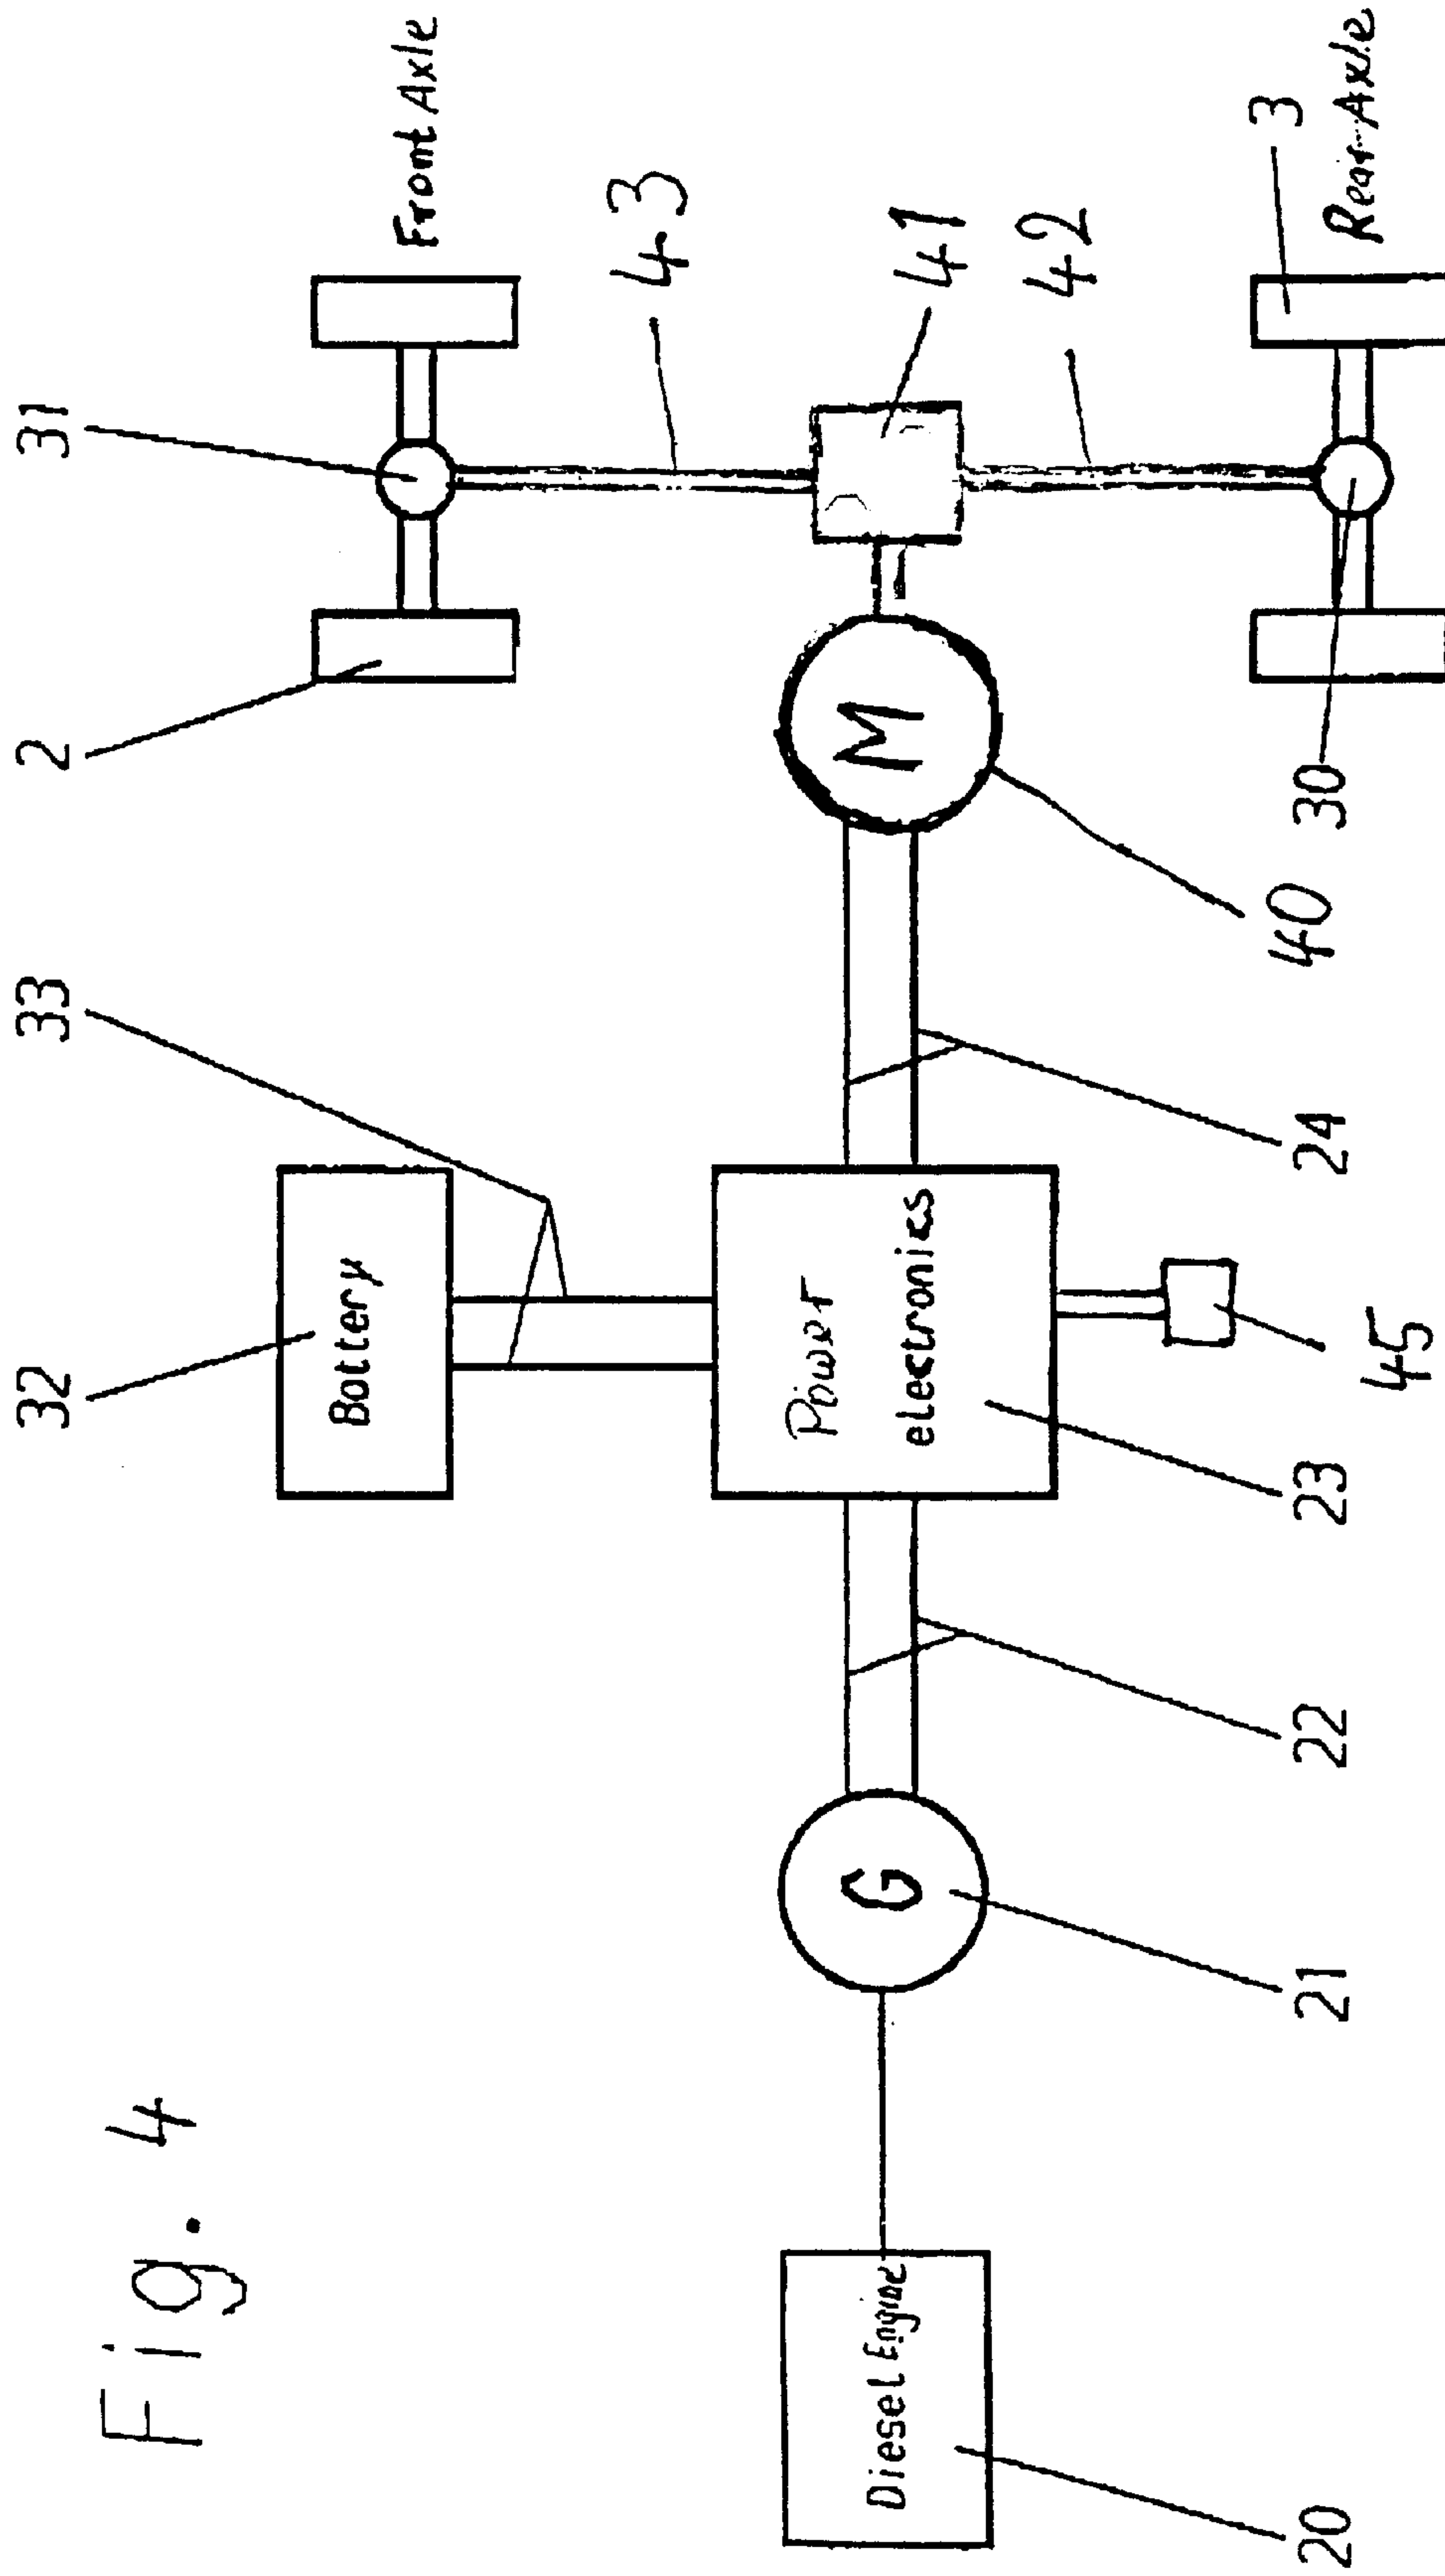 32 33 2 31
Fig. 4
Battery
Front Axle
43
Power
electronics
Diesel Engine
G
M
41
42
3
40
20 21 22 23 24 30
Rear-Axle
45